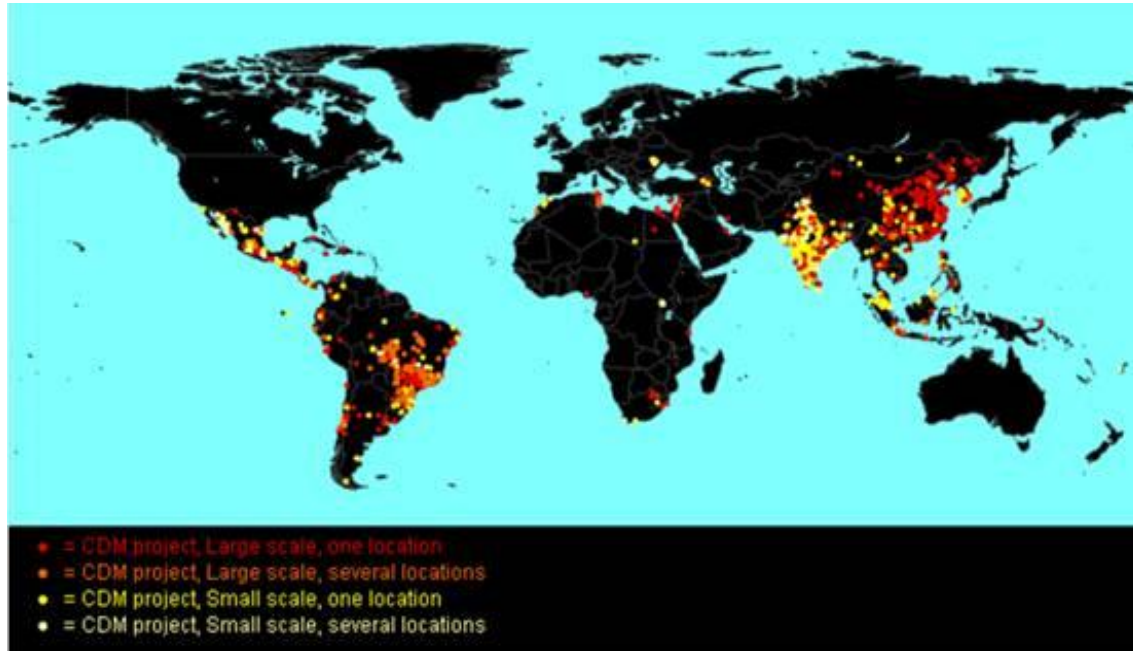 = CDM project, Large scale, one location
= CDM project, Large scale, several locations
= CDM project, Small scale, one location
= CDM project, Small scale, several locations